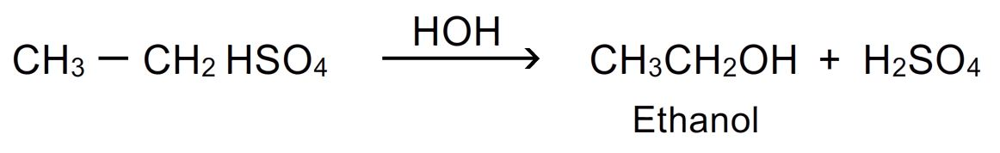 HOH
CH₃ — CH₂ HSO₄ ⟶ CH₃CH₂OH + H₂SO₄
Ethanol